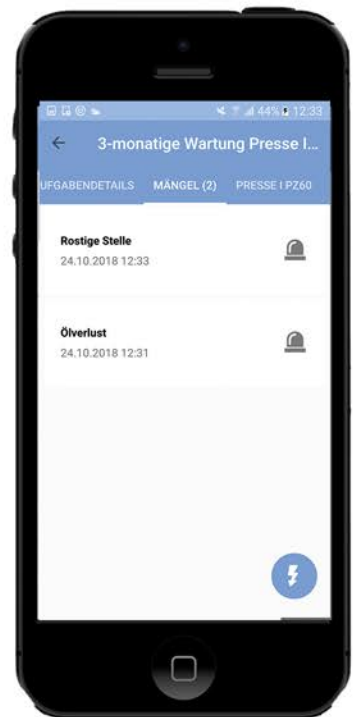 44% 12:33
3-monatige Wartung Presse I...
UFGABENDETAILS MÄNGEL (2) PRESSE I PZ60
Rostige Stelle
24.10.2018 12:33
Ölverlust
24.10.2018 12:31